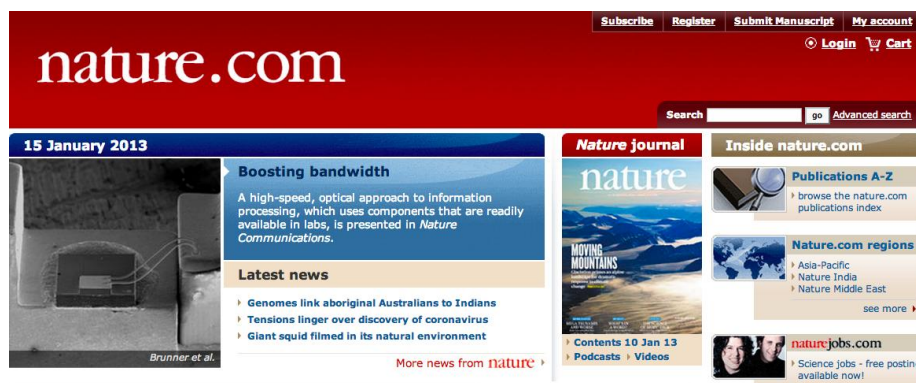 Subscribe Register Submit Manuscript My account
nature.com
Login Cart
Search go Advanced search
15 January 2013
Boosting bandwidth
A high-speed, optical approach to information
processing, which uses components that are readily
available in labs, is presented in Nature
Communications.
Latest news
Genomes link aboriginal Australians to Indians
Tensions linger over discovery of coronavirus
Giant squid filmed in its natural environment
Brunner et al.
More news from nature
Nature journal
nature
MOVING
MOUNTAINS
Contents 10 Jan 13
Podcasts Videos
Inside nature.com
Publications A-Z
browse the nature.com
publications index
Nature.com regions
Asia-Pacific
Nature India
Nature Middle East
see more
naturejobs.com
Science jobs - free postin
available now!